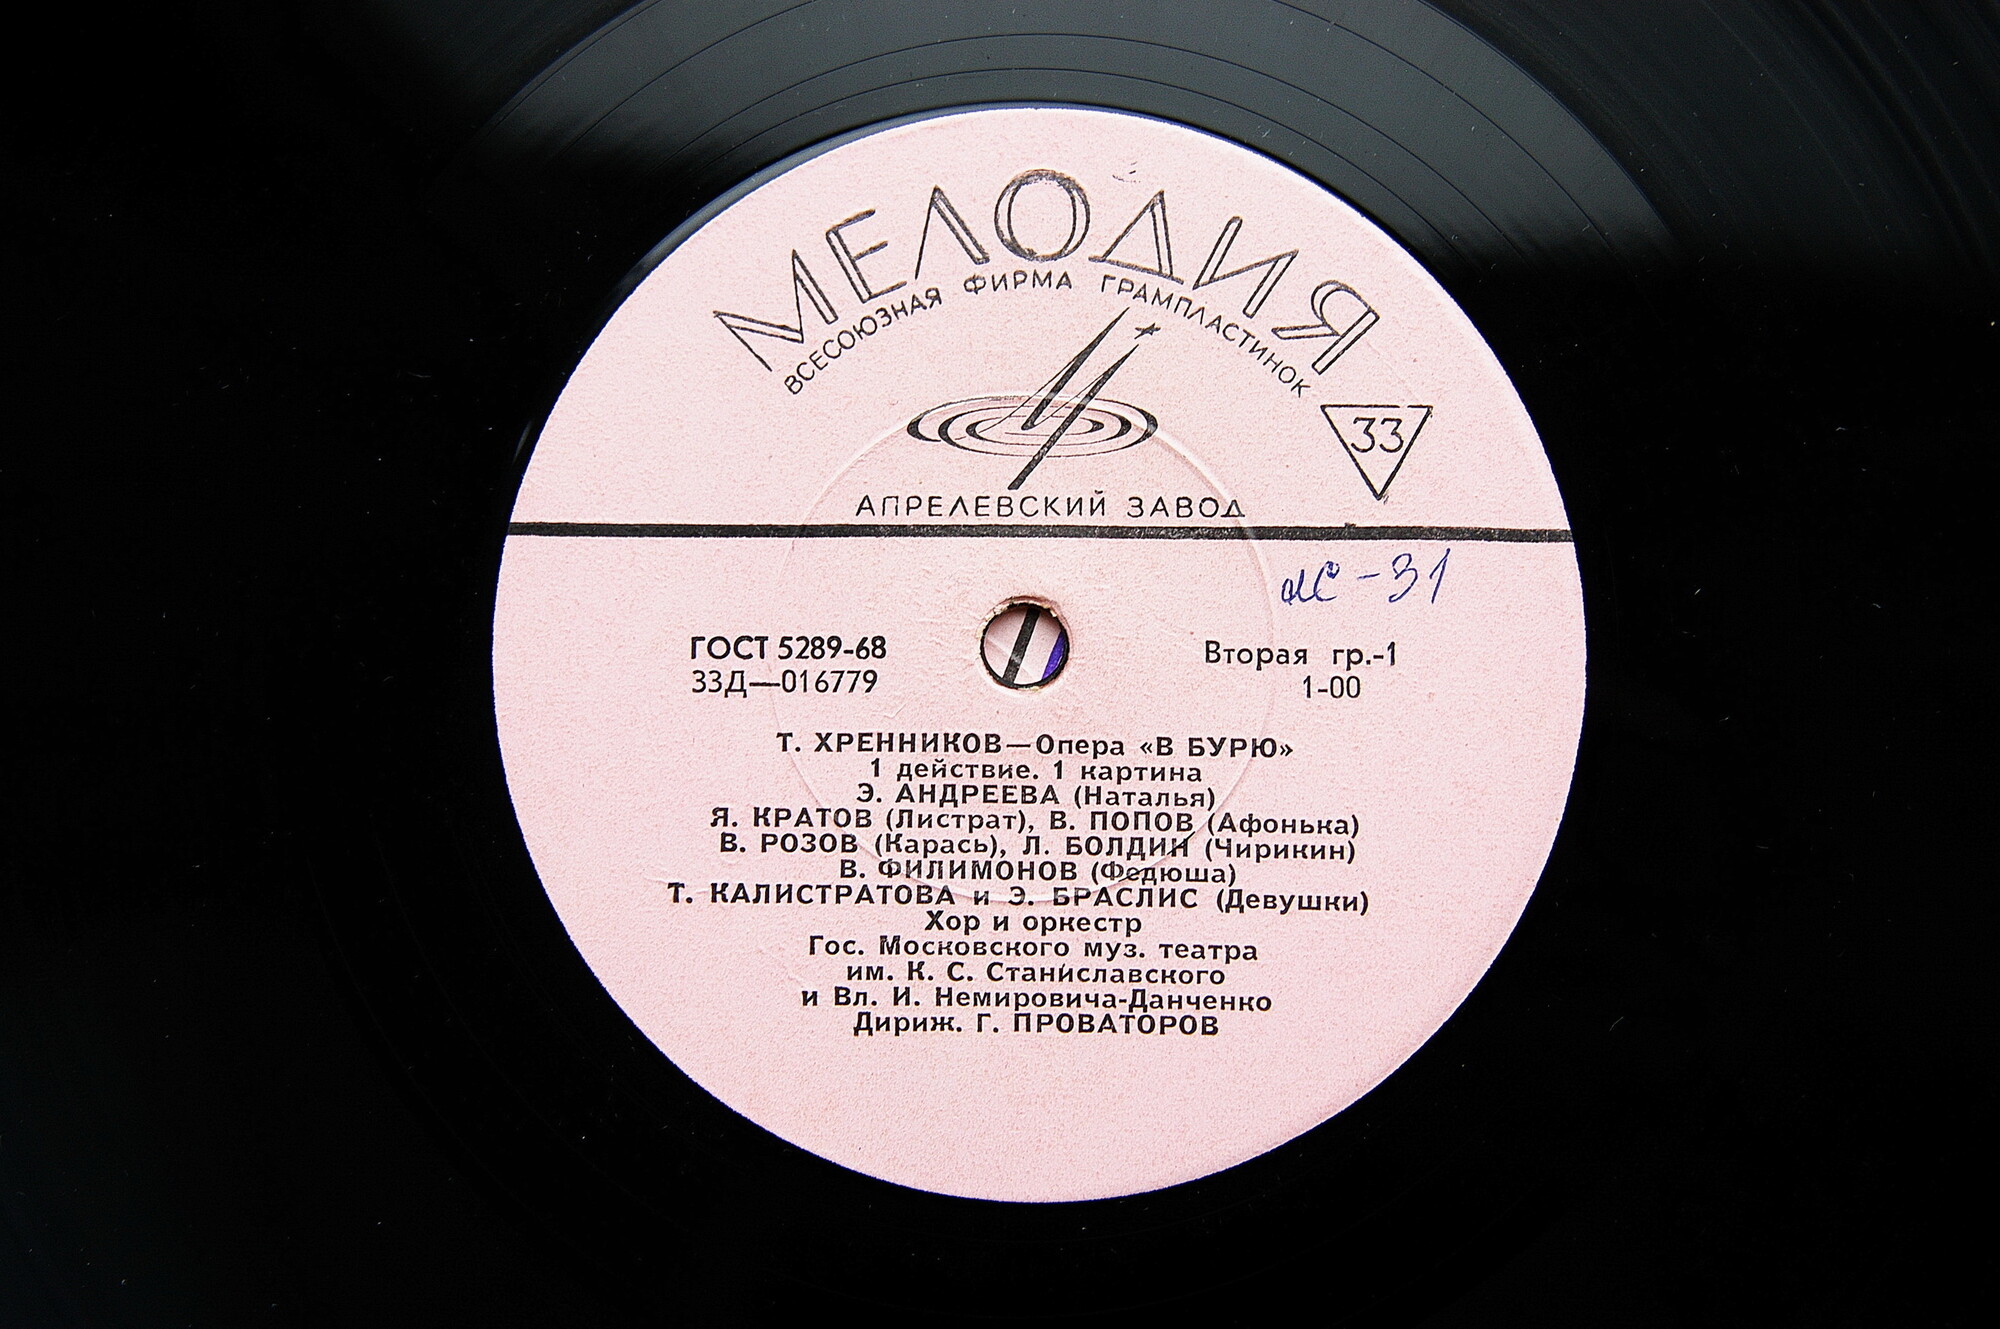 МЕЛОДИЯ
ВСЕСОЮЗНАЯ ФИРМА ГРАМПЛАСТИНОК
33
АПРЕЛЕВСКИЙ ЗАВОД
-31
ГОСТ 5289-68
33Д—016779
Вторая гр.-1
1-00
Т. ХРЕННИКОВ—Опера «В БУРЮ»
1 действие. 1 картина
Э. АНДРЕЕВА (Наталья)
Я. КРАТОВ (Листрат), В. ПОПОВ (Афонька)
В. РОЗОВ (Карась), Л. БОЛДИН (Чирикин)
В. ФИЛИМОНОВ (Федюша)
Т. КАЛИСТРАТОВА и Э. БРАСЛИС (Девушки)
Хор и оркестр
Гос. Московского муз. театра
им. К. С. Станиславского
и Вл. И. Немировича-Данченко
Дириж. Г. ПРОВАТОРОВ